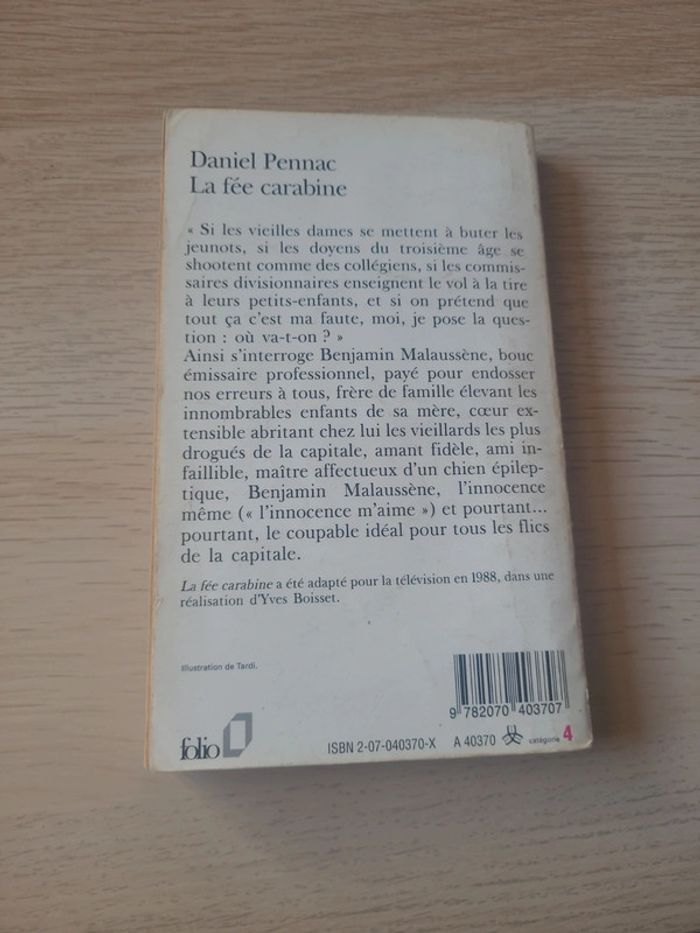 Daniel Pennac
La fée carabine
« Si les vieilles dames se mettent à buter les
jeunots, si les doyens du troisième âge se
shootent comme des collégiens, si les commis-
saires divisionnaires enseignent le vol à la tire
à leurs petits-enfants, et si on prétend que
tout ça c'est ma faute, moi, je pose la ques-
tion : où va-t-on ? »
Ainsi s'interroge Benjamin Malaussène, bouc
émissaire professionnel, payé pour endosser
nos erreurs à tous, frère de famille élevant les
innombrables enfants de sa mère, cœur ex-
tensible abritant chez lui les vieillards les plus
drogués de la capitale, amant fidèle, ami in-
faillible, maître affectueux d'un chien épilep-
tique, Benjamin Malaussène, l'innocence
même (« l'innocence m'aime ») et pourtant...
pourtant, le coupable idéal pour tous les flics
de la capitale.
La fée carabine a été adapté pour la télévision en 1988, dans une
réalisation d'Yves Boisset.
Illustration de Tardi.
9 782070 403707
folio
ISBN 2-07-040370-X A 40370 catégorie 4